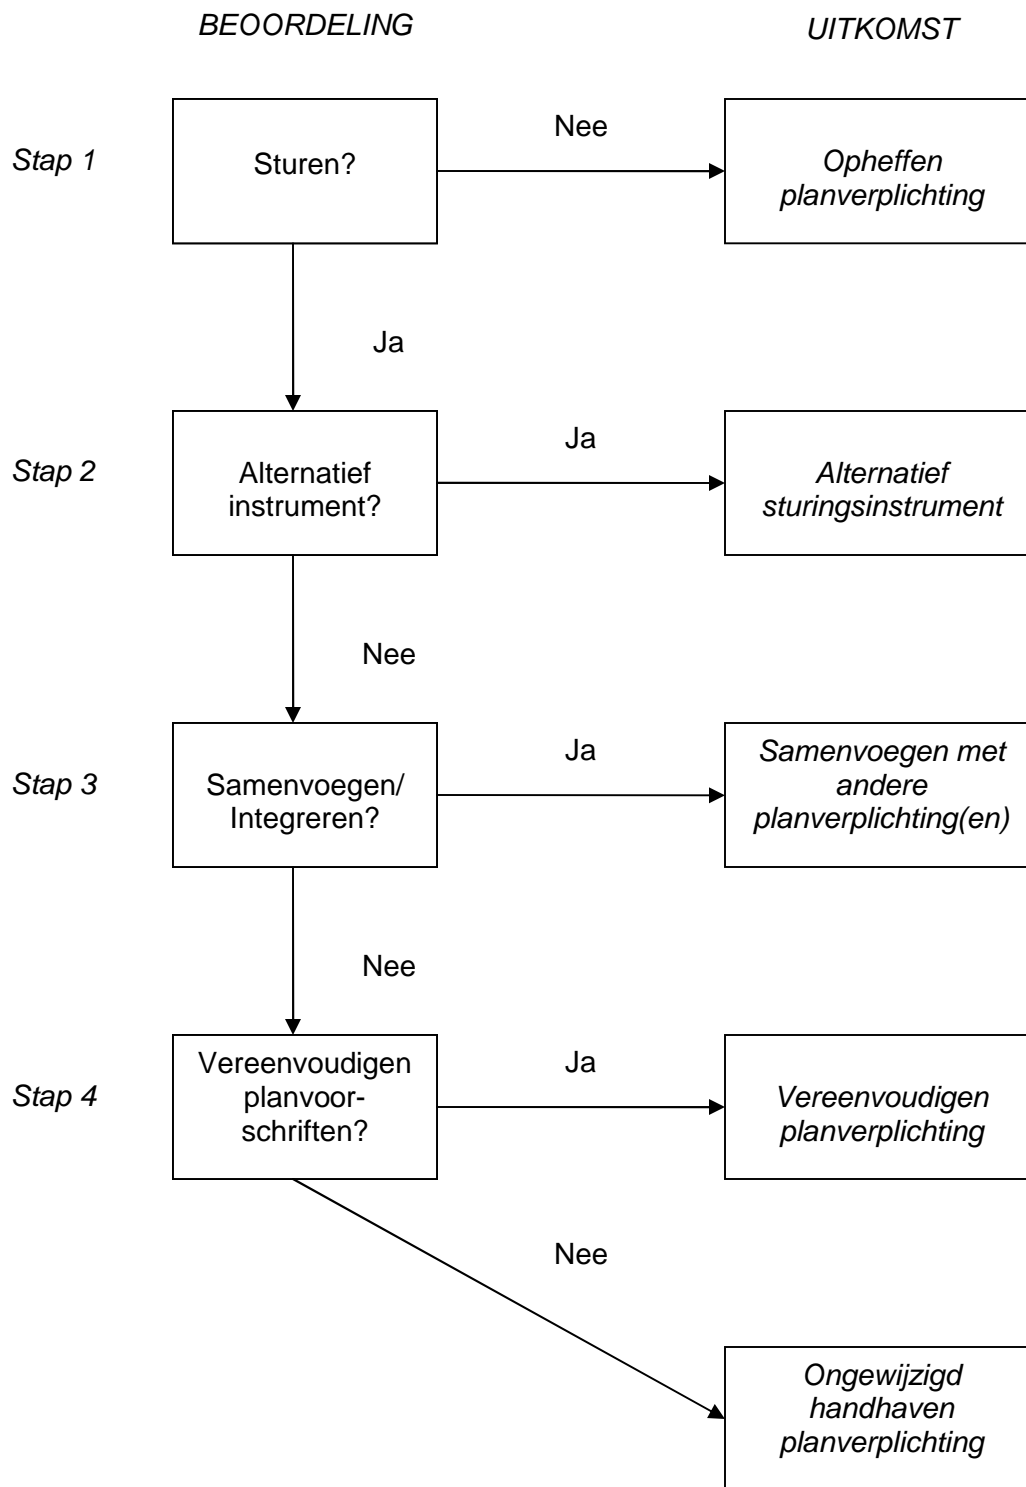 BEOORDELING
UITKOMST
Stap 1
Sturen?
Nee
Opheffen
planverplichting
Ja
Stap 2
Alternatief
instrument?
Ja
Alternatief
sturingsinstrument
Nee
Stap 3
Samenvoegen/
Integreren?
Ja
Samenvoegen met
andere
planverplichting(en)
Nee
Stap 4
Vereenvoudigen
planvoor-
schriften?
Ja
Vereenvoudigen
planverplichting
Nee
Ongewijzigd
handhaven
planverplichting